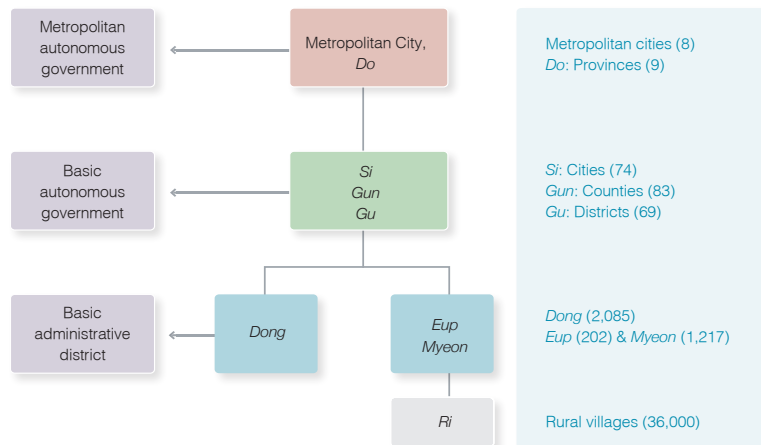 Metropolitan
autonomous
government
Metropolitan City,
Do
Metropolitan cities (8)
Do: Provinces (9)
Basic
autonomous
government
Si
Gun
Gu
Si: Cities (74)
Gun: Counties (83)
Gu: Districts (69)
Basic
administrative
district
Dong
Eup
Myeon
Dong (2,085)
Eup (202) & Myeon (1,217)
Ri
Rural villages (36,000)